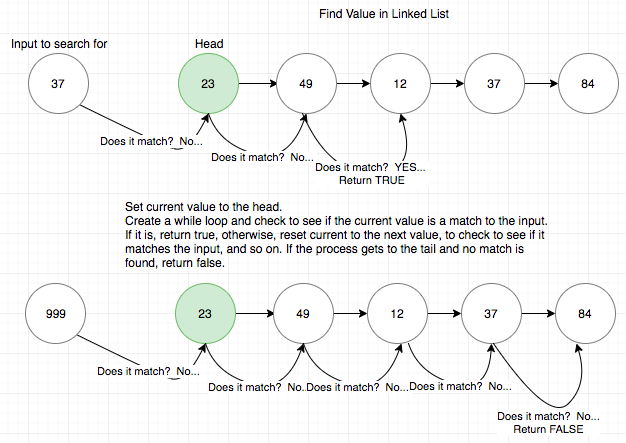 Find Value in Linked List
Input to search for
Head
37
23
49
12
37
84
Does it match?  No...
Does it match?  No...
Does it match?  YES...
Return TRUE
Set current value to the head.
Create a while loop and check to see if the current value is a match to the input.
If it is, return true, otherwise, reset current to the next value, to check to see if it
matches the input, and so on. If the process gets to the tail and no match is
found, return false.
999
23
49
12
37
84
Does it match?  No...
Does it match?  No...
Does it match?  No...
Does it match?  No...
Does it match?  No...
Return FALSE